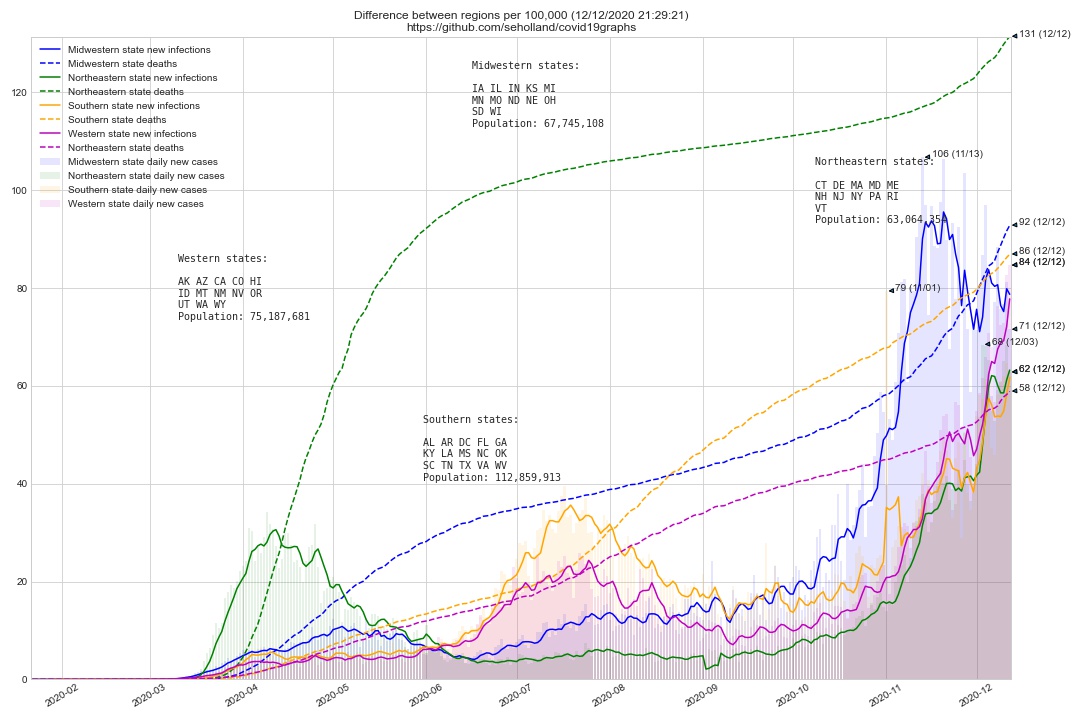 Difference between regions per 100,000 (12/12/2020 21:29:21)
https://github.com/seholland/covid19graphs
Midwestern state new infections
Midwestern state deaths
Northeastern state new infections
Northeastern state deaths
Southern state new infections
Southern state deaths
Western state new infections
Northeastern state deaths
Midwestern state daily new cases
Northeastern state daily new cases
Southern state daily new cases
Western state daily new cases
Midwestern states:
IA IL IN KS MI
MN MO ND NE OH
SD WI
Population: 67,745,108
Northeastern states:
CT DE MA MD ME
NH NJ NY PA RI
VT
Population: 63,064,354
Western states:
AK AZ CA CO HI
ID MT NM NV OR
UT WA WY
Population: 75,187,681
Southern states:
AL AR DC FL GA
KY LA MS NC OK
SC TN TX VA WV
Population: 112,859,913
131 (12/12)
106 (11/13)
92 (12/12)
86 (12/12)
84 (12/12)
79 (11/01)
71 (12/12)
68 (12/03)
62 (12/12)
58 (12/12)
120
100
80
60
40
20
0
2020-02
2020-03
2020-04
2020-05
2020-06
2020-07
2020-08
2020-09
2020-10
2020-11
2020-12